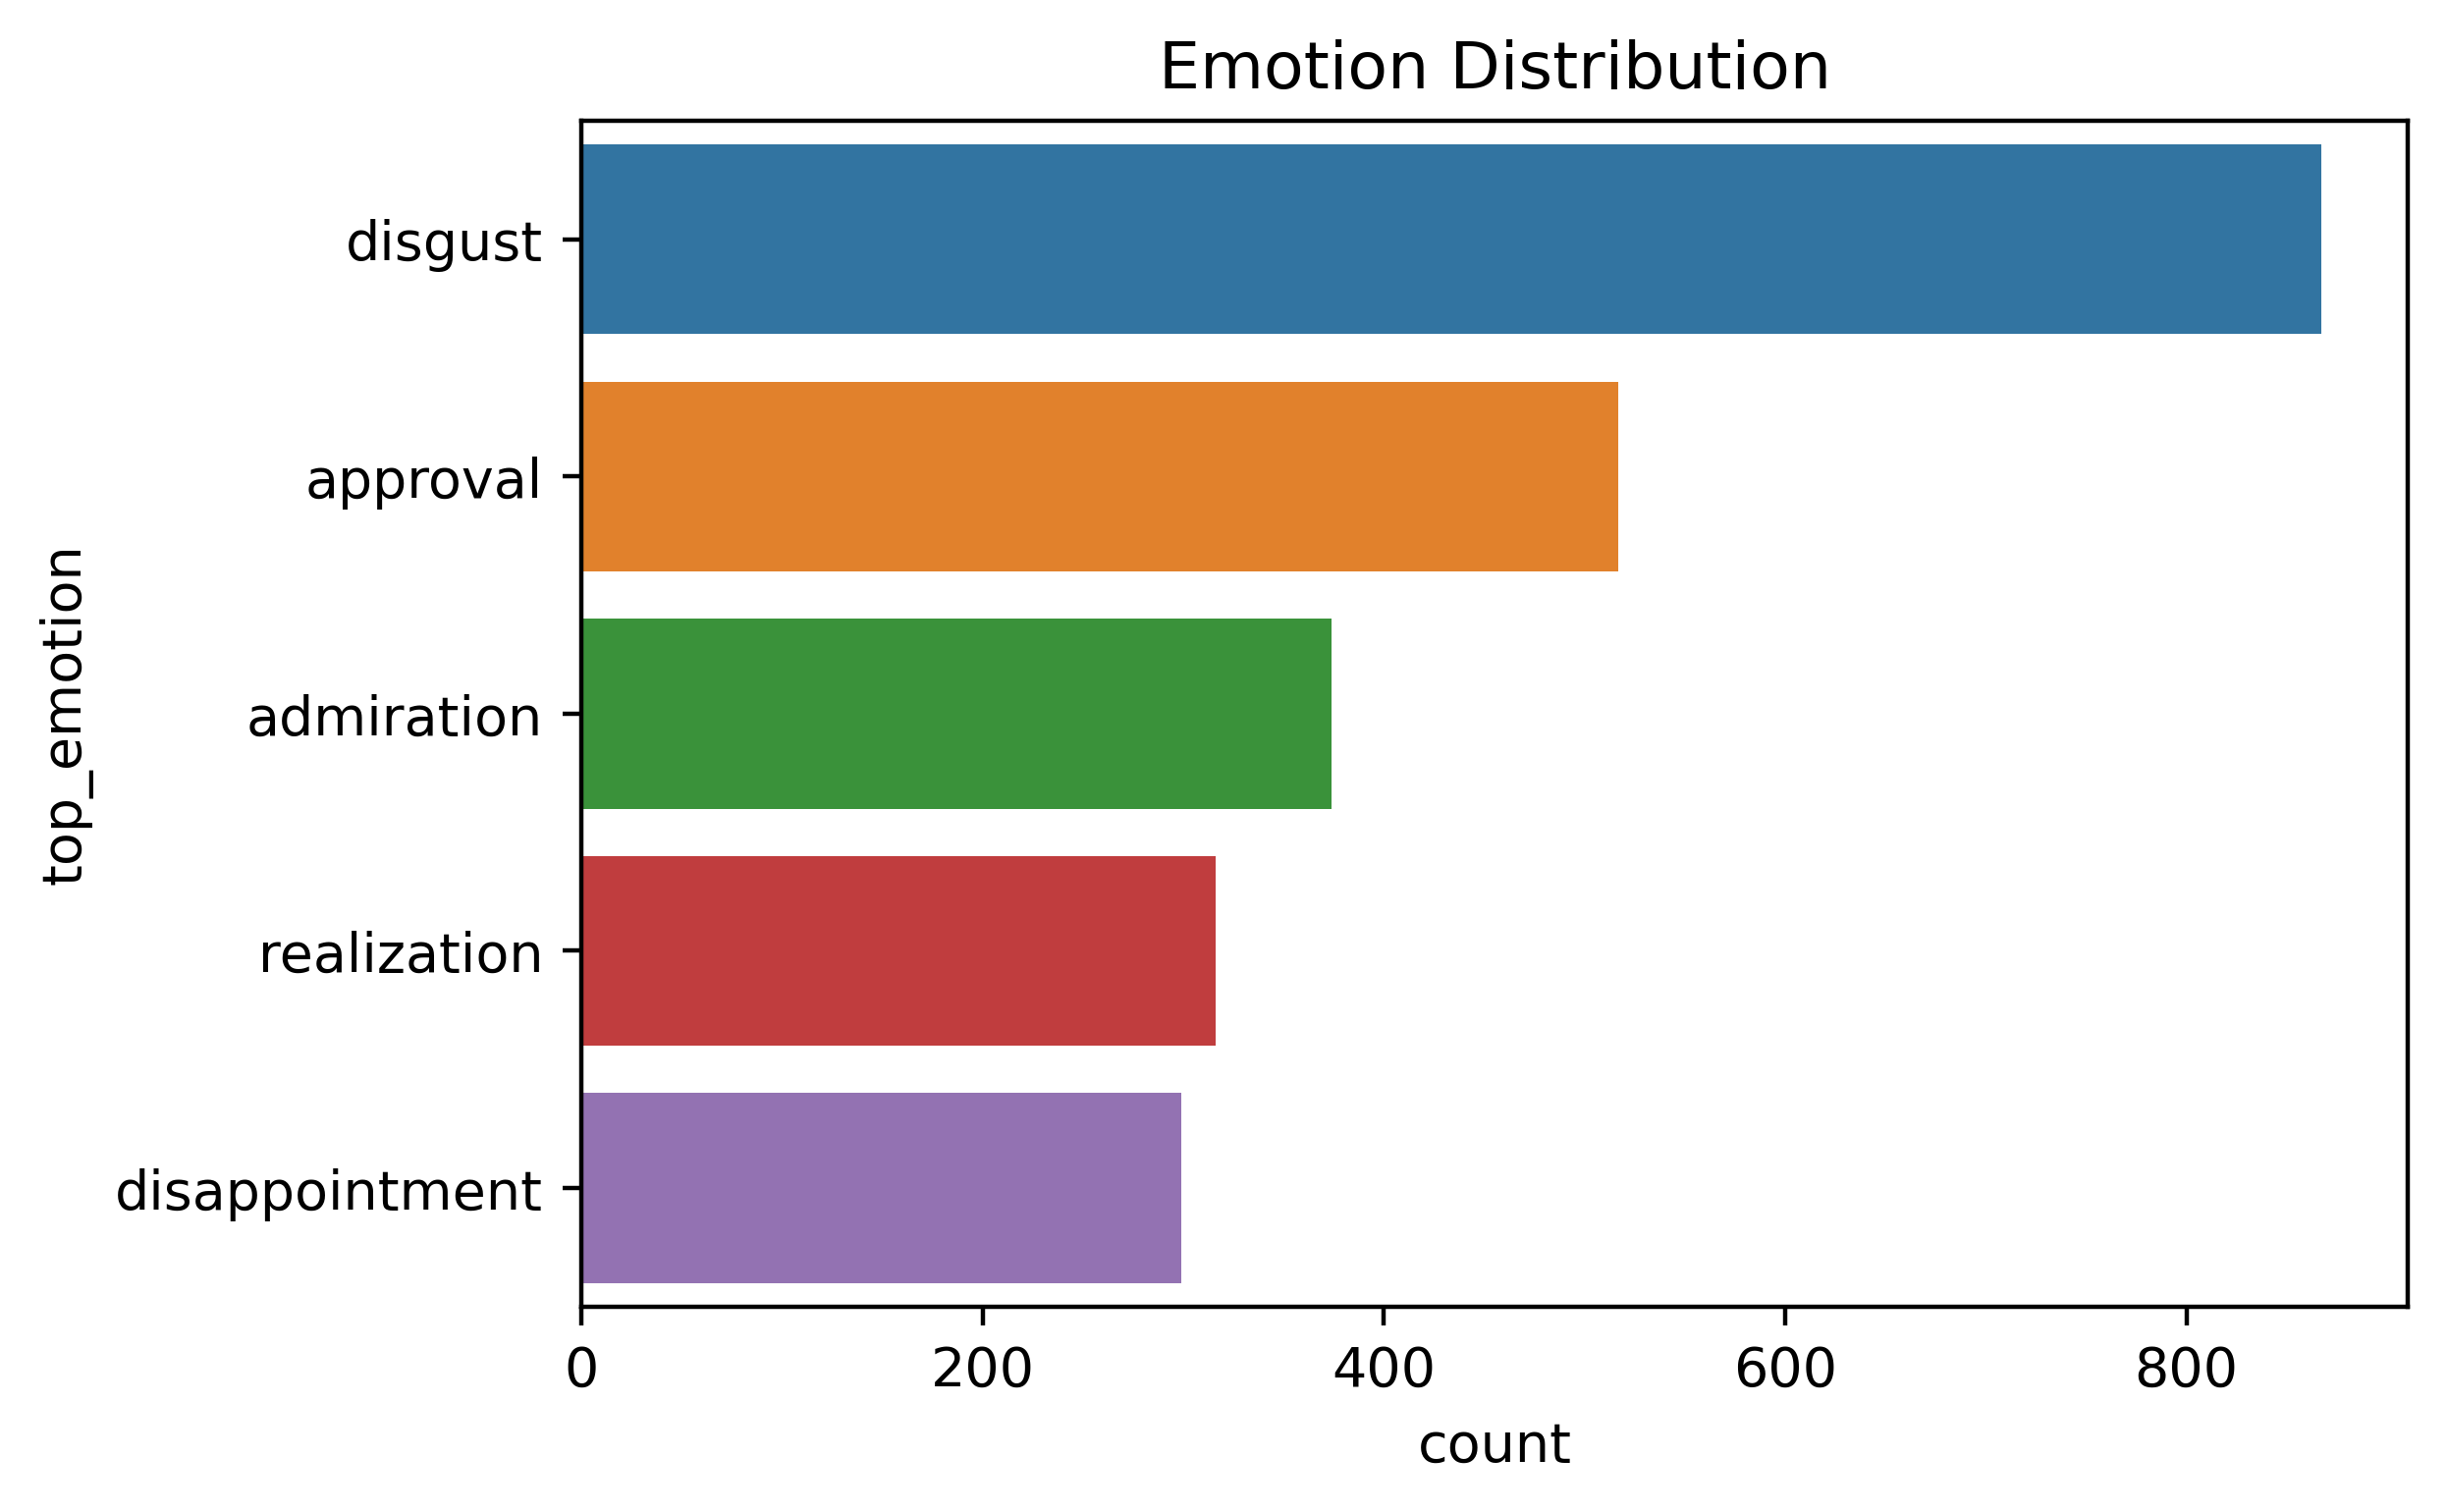 Emotion Distribution
top_emotion
disgust
approval
admiration
realization
disappointment
0 200 400 600 800
count